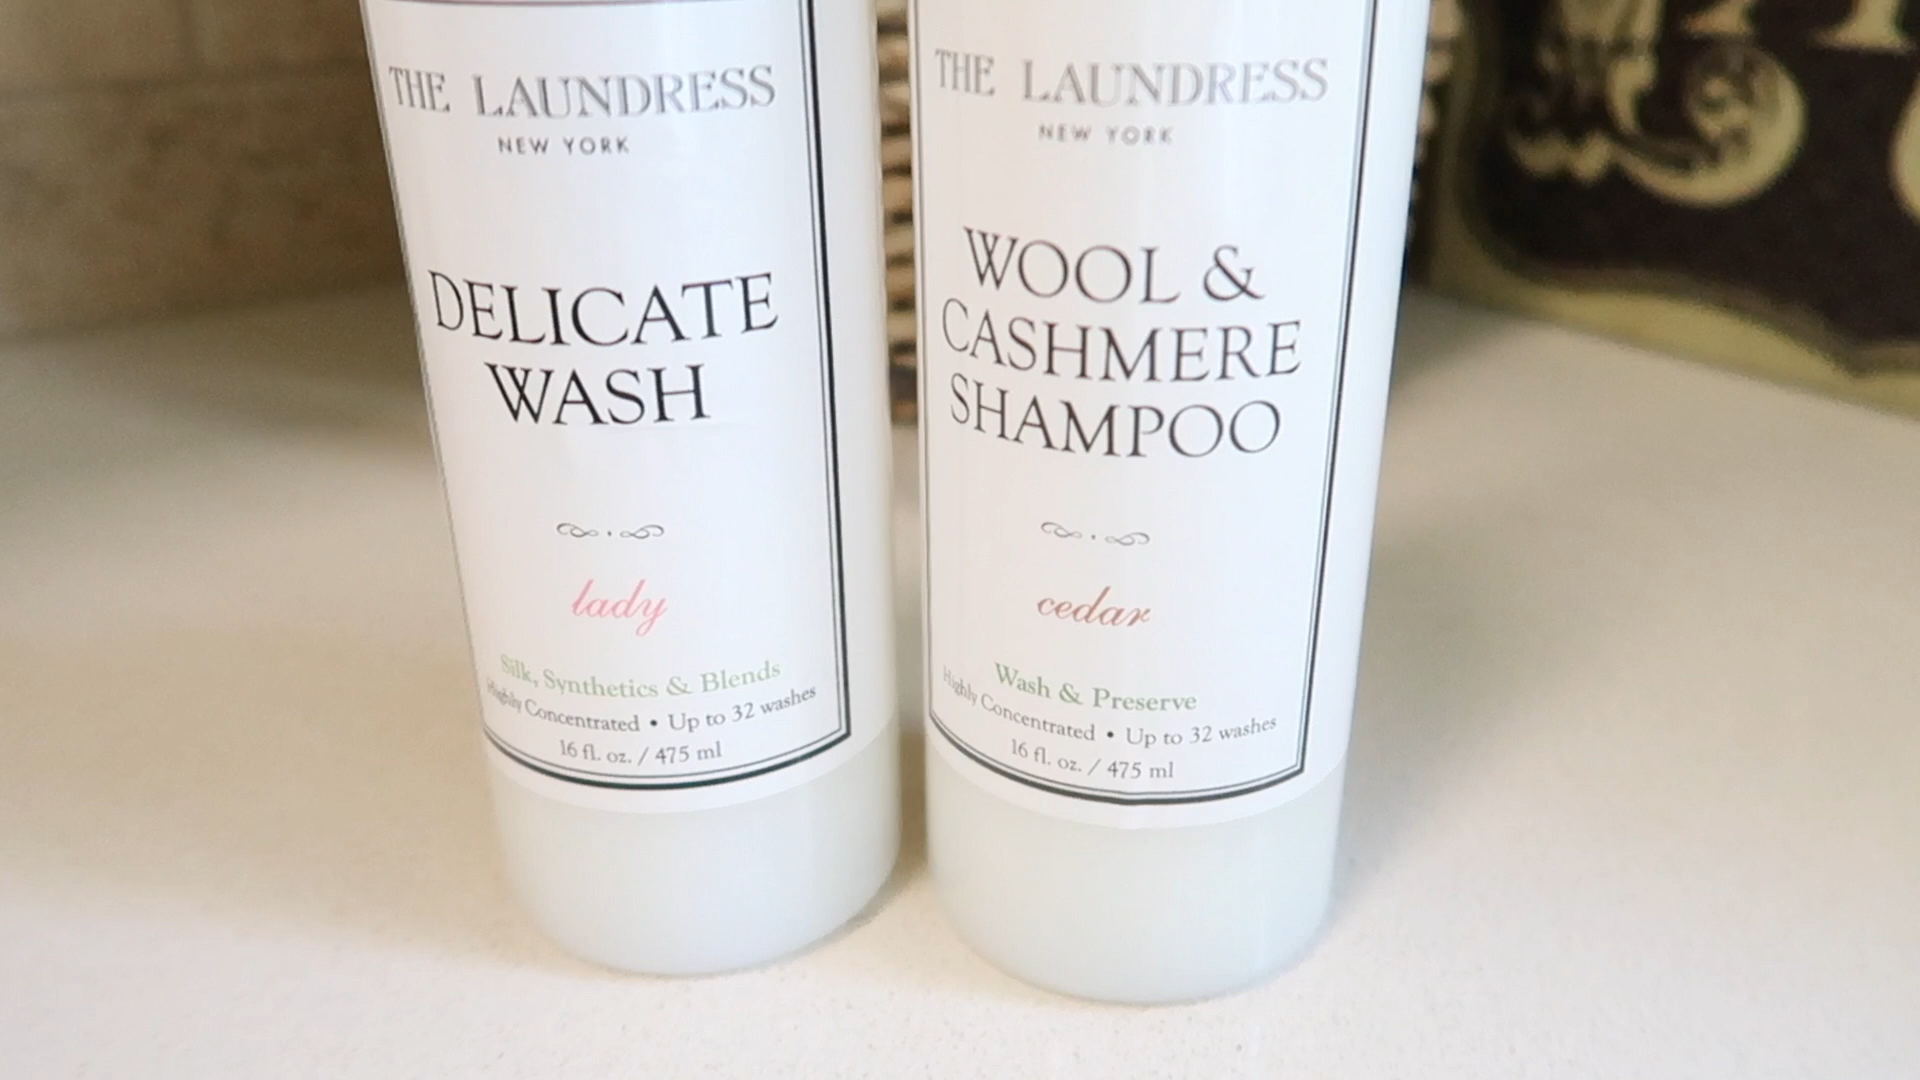 THE LAUNDRESS
NEW YORK
DELICATE
WASH
lady
Silk, Synthetics & Blends
Highly Concentrated • Up to 32 washes
16 fl. oz. / 475 ml
THE LAUNDRESS
NEW YORK
WOOL &
CASHMERE
SHAMPOO
cedar
Wash & Preserve
Highly Concentrated • Up to 32 washes
16 fl. oz. / 475 ml